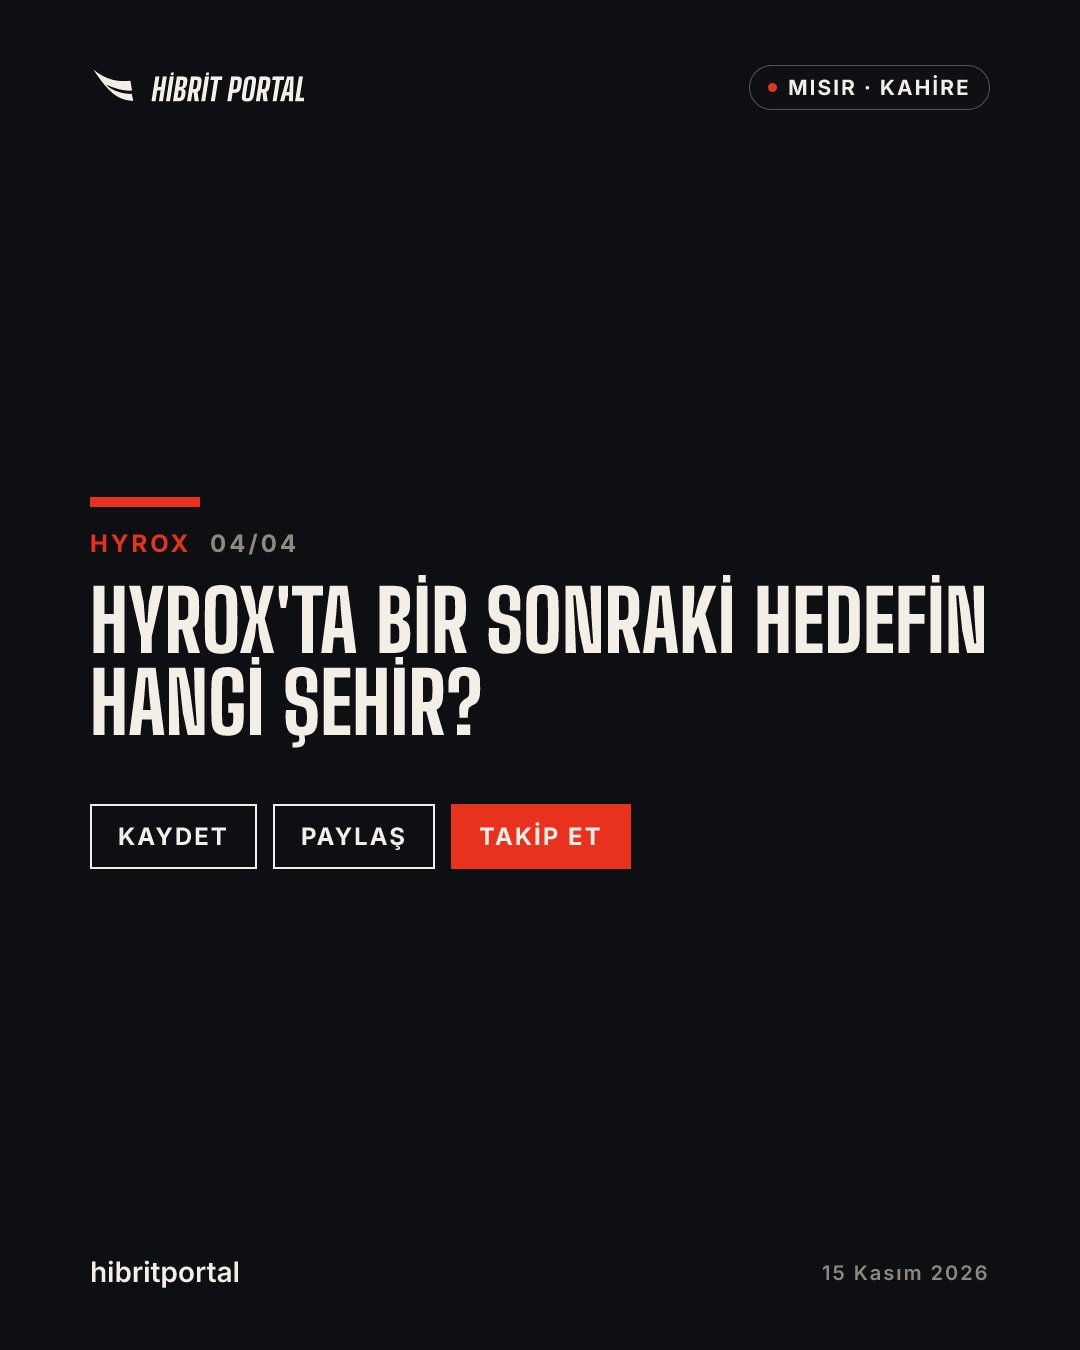 HİBRİT PORTAL
MISIR · KAHİRE
HYROX 04/04
HYROX'TA BİR SONRAKİ HEDEFİN
HANGİ ŞEHİR?
KAYDET
PAYLAŞ
TAKİP ET
hibritportal
15 Kasım 2026